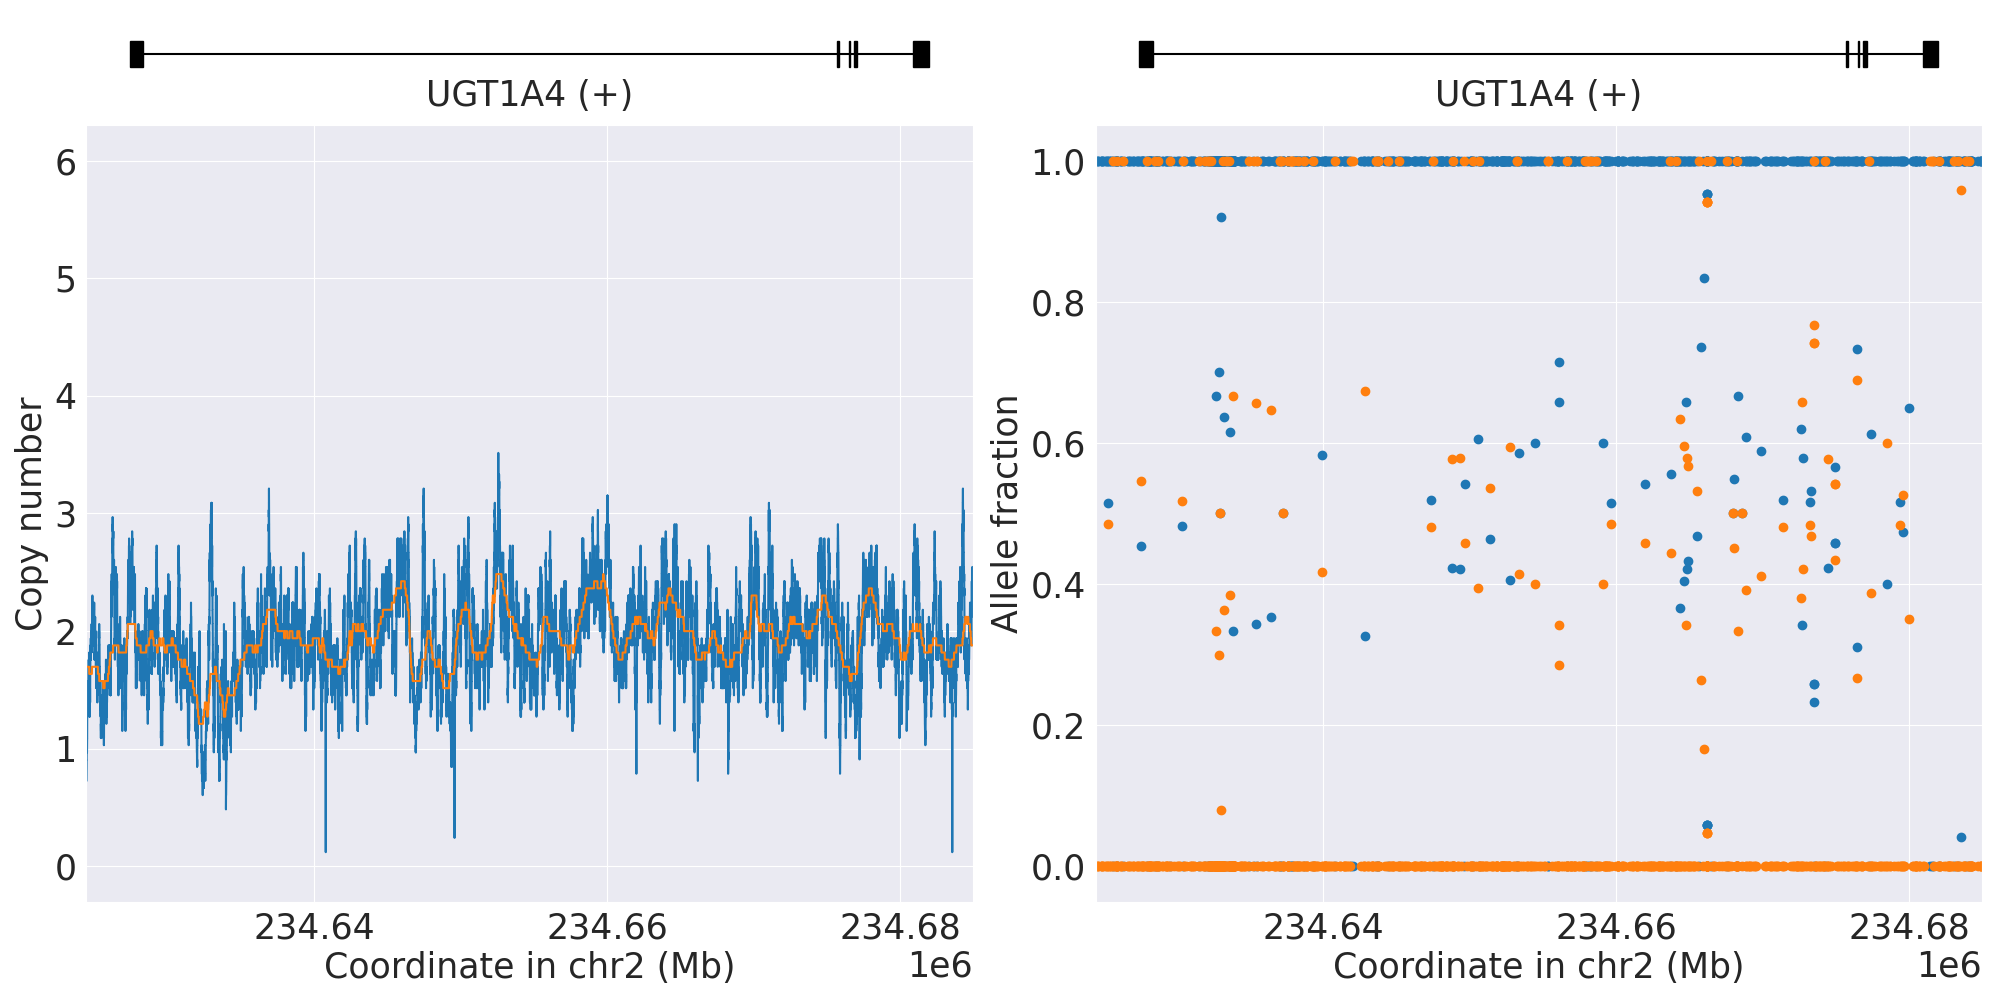 UGT1A4 (+)
6
5
4
3
2
1
0
Copy number
234.64
234.66
234.68
1e6
Coordinate in chr2 (Mb)
UGT1A4 (+)
1.0
0.8
0.6
0.4
0.2
0.0
Allele fraction
234.64
234.66
234.68
1e6
Coordinate in chr2 (Mb)